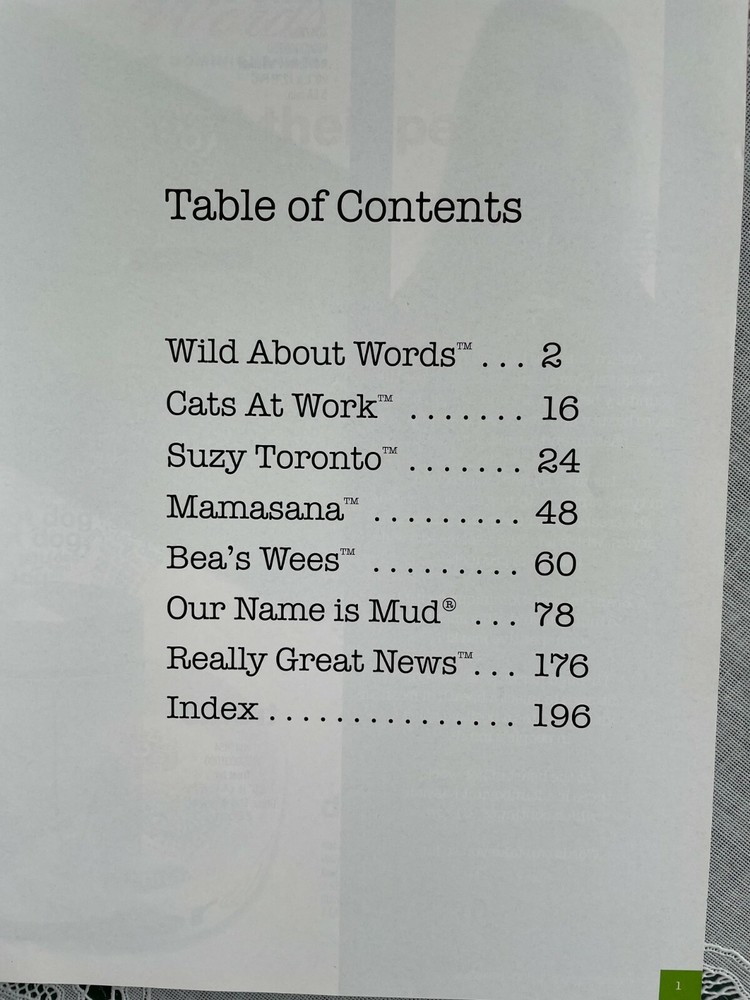 Table of Contents
Wild About Words™ . . . 2
Cats At Work™ . . . . . . . 16
Suzy Toronto™ . . . . . . . 24
Mamasana™ . . . . . . . . . 48
Bea's Wees™ . . . . . . . . . 60
Our Name is Mud® . . . 78
Really Great News™ . . . 176
Index . . . . . . . . . . . . . . . 196
1